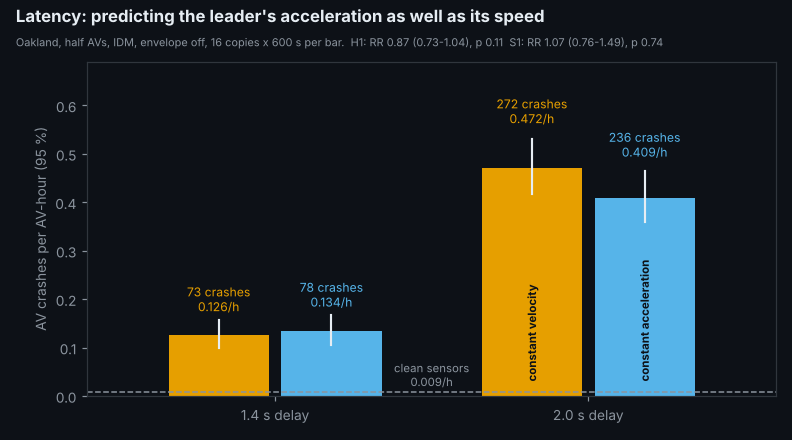 Latency: predicting the leader's acceleration as well as its speed
Oakland, half AVs, IDM, envelope off, 16 copies x 600 s per bar.  H1: RR 0.87 (0.73-1.04), p 0.11  S1: RR 1.07 (0.76-1.49), p 0.74
AV crashes per AV-hour (95 %)
0.6
0.5
0.4
0.3
0.2
0.1
0.0
73 crashes
0.126/h
78 crashes
0.134/h
clean sensors
0.009/h
272 crashes
0.472/h
236 crashes
0.409/h
constant velocity
constant acceleration
1.4 s delay
2.0 s delay